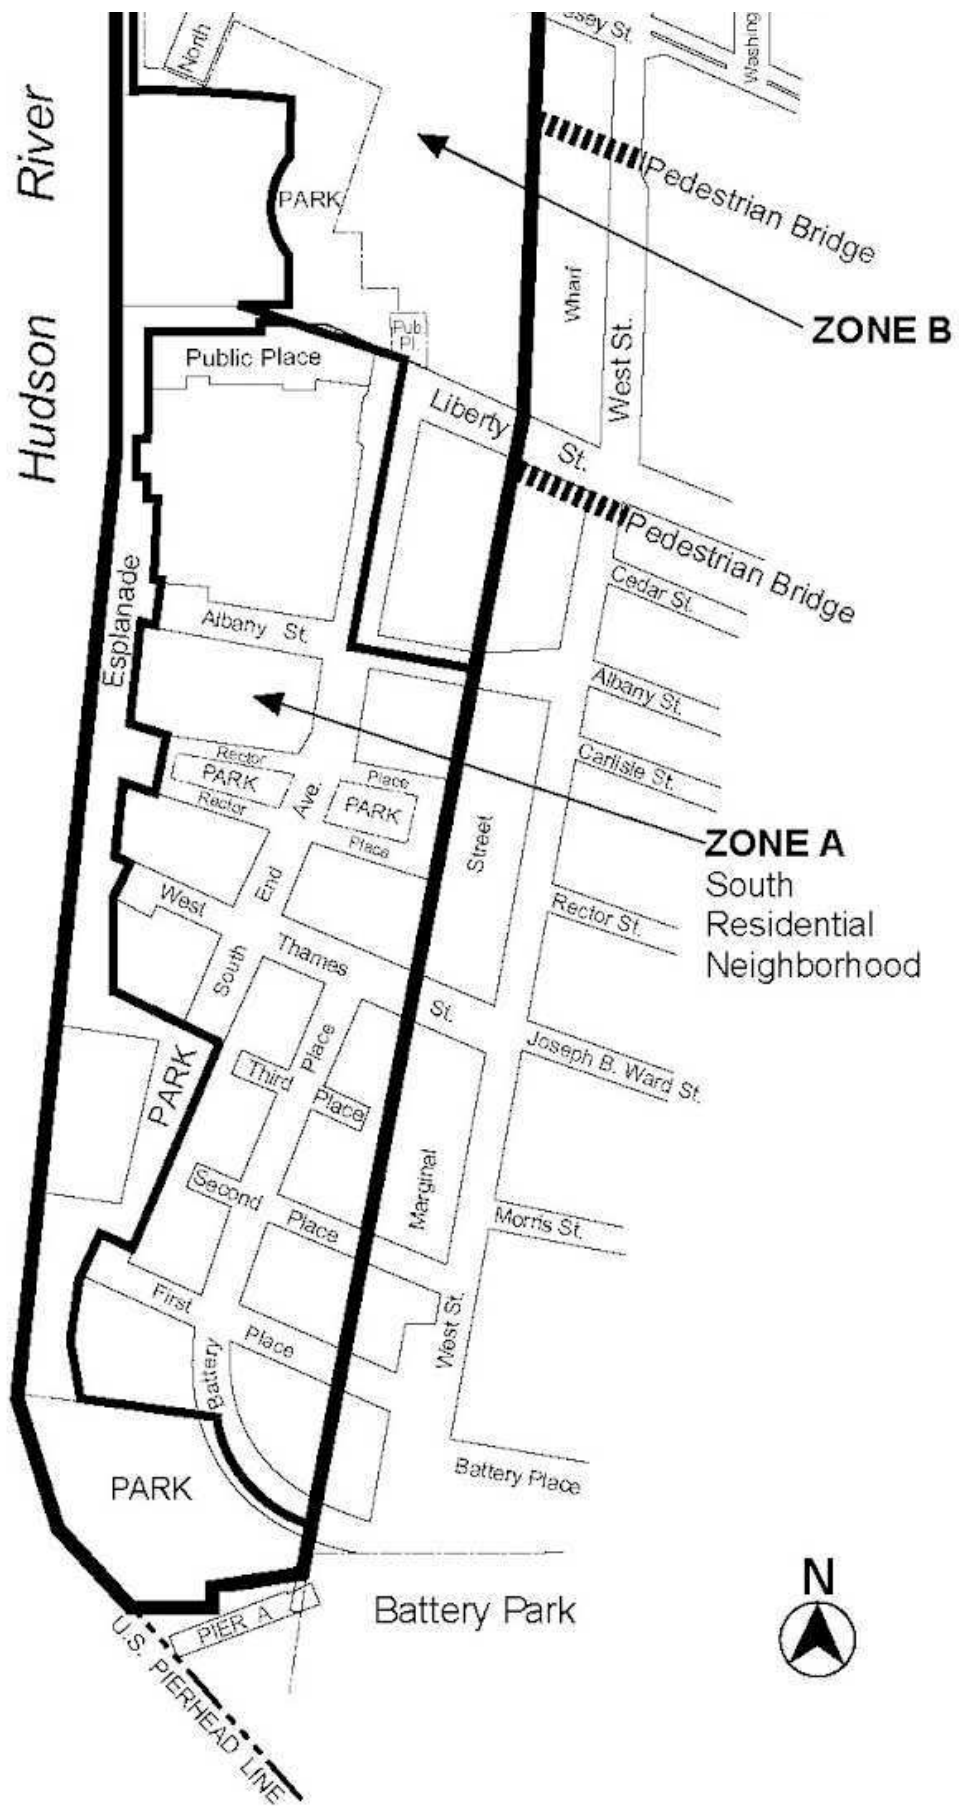 North
River
Hudson
PARK
Pub.
Pl.
Public Place
Wharf
West St.
Pedestrian Bridge
ZONE B
Liberty
St.
Pedestrian Bridge
Cedar St.
Esplanade
Albany St.
Albany St.
Carlisle St.
Rector
PARK
Rector
Ave.
Place
PARK
Place
Street
ZONE A
South
Residential
Neighborhood
West
End
Rector St.
South
Thames
St.
Place
Third
Place
Joseph B. Ward St.
PARK
Second
Place
Marginal
Morris St.
First
Place
West St.
Battery
Battery Place
PARK
PIER A
Battery Park
N
U.S. PIERHEAD LINE